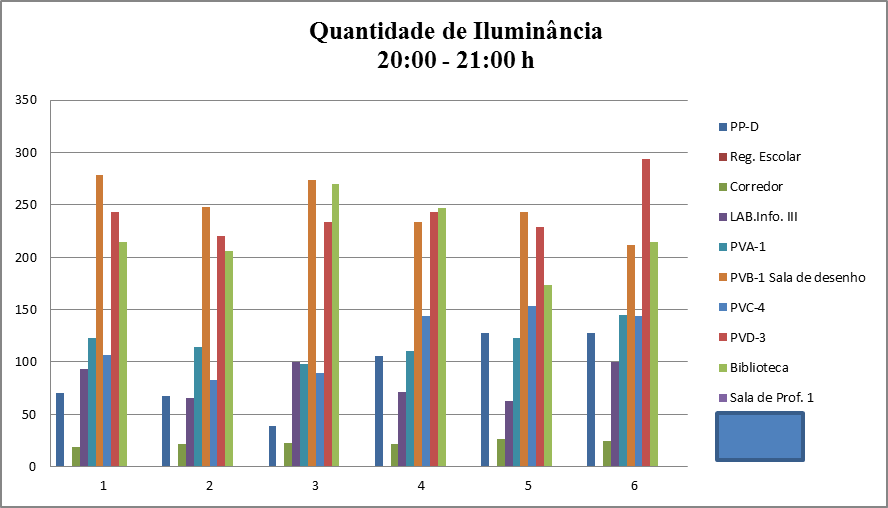 Quantidade de Iluminância
20:00 - 21:00 h
350
300
250
200
150
100
50
0
1 2 3 4 5 6
PP-D
Reg. Escolar
Corredor
LAB.Info. III
PVA-1
PVB-1 Sala de desenho
PVC-4
PVD-3
Biblioteca
Sala de Prof. 1